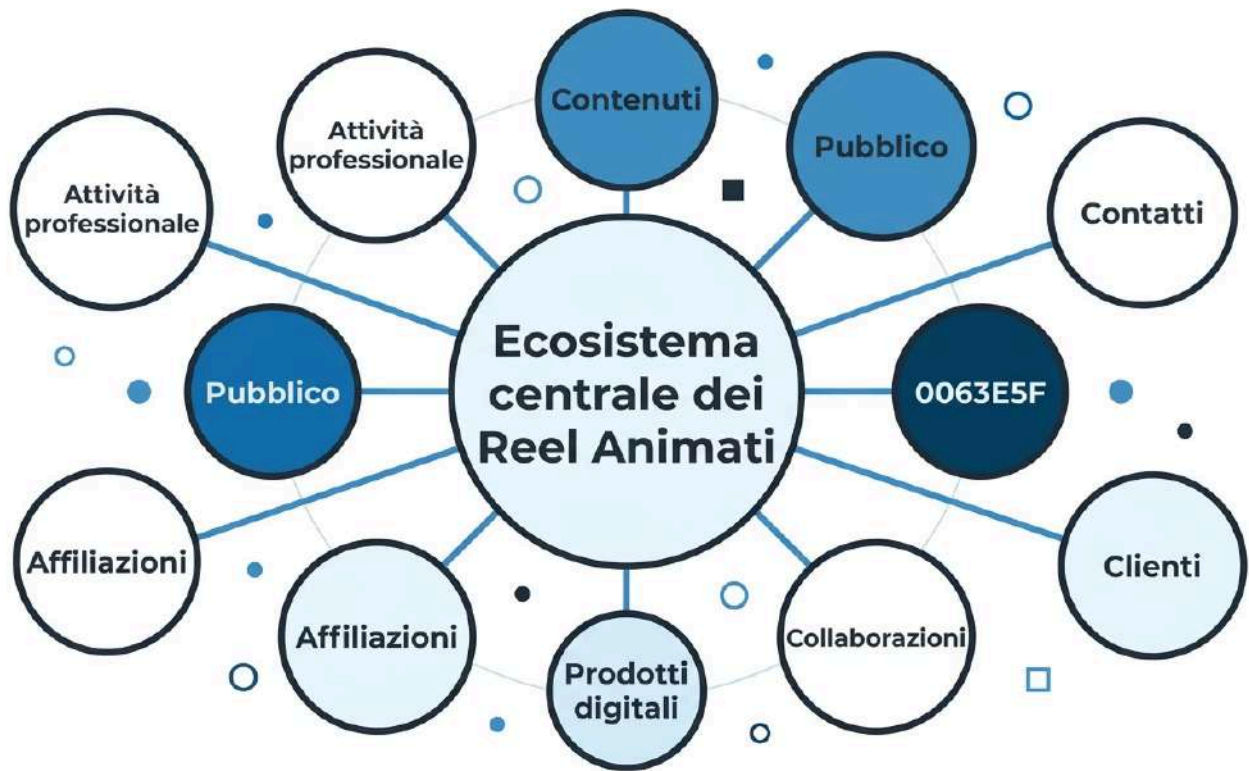 Contenuti
Attività
professionale
Pubblico
Attività
professionale
Contatti
Ecosistema
centrale dei
Reel Animati
Pubblico
0063E5F
Affiliazioni
Clienti
Affiliazioni
Collaborazioni
Prodotti
digitali